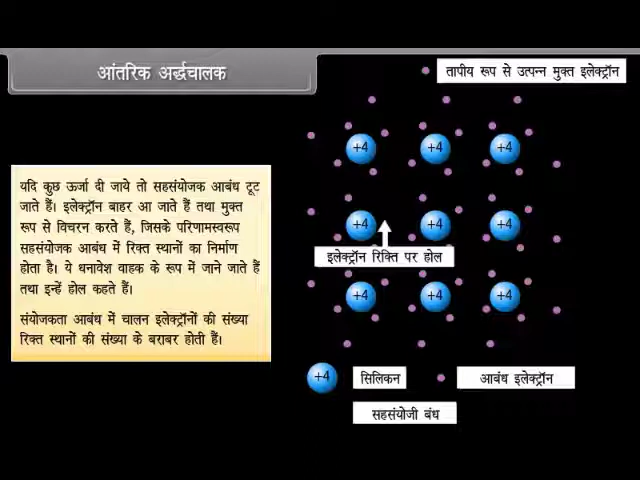 आंतरिक अर्द्धचालक
तापीय रूप से उत्पन्न मुक्त इलेक्ट्रॉन
+4 +4 +4
यदि कुछ ऊर्जा दी जाये तो सहसंयोजक आबंध टूट
जाते हैं। इलेक्ट्रॉन बाहर आ जाते हैं तथा मुक्त
रूप से विचरन करते हैं, जिसके परिणामस्वरूप
सहसंयोजक आबंध में रिक्त स्थानों का निर्माण
होता है। ये धनावेश वाहक के रूप में जाने जाते हैं
तथा इन्हें होल कहते हैं।
संयोजकता आबंध में चालन इलेक्ट्रॉनों की संख्या
रिक्त स्थानों की संख्या के बराबर होती हैं।
+4 +4 +4
इलेक्ट्रॉन रिक्ति पर होल
+4 +4 +4
+4 सिलिकन आबंध इलेक्ट्रॉन
सहसंयोजी बंध